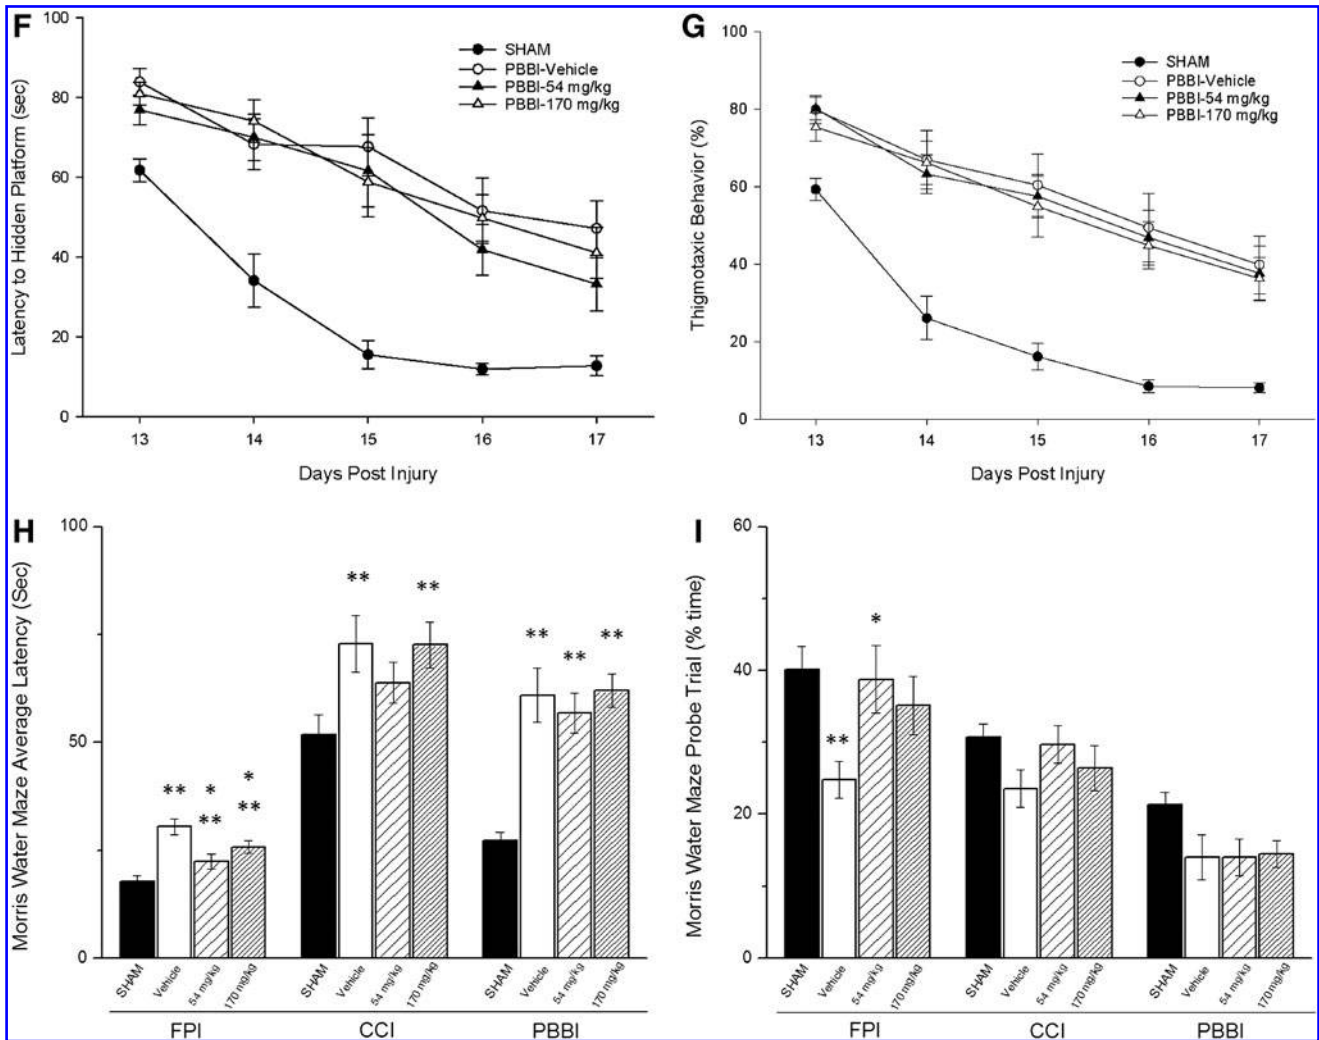 F
Latency to Hidden Platform (sec)
100
80
60
40
20
0
SHAM
PBBI-Vehicle
PBBI-54 mg/kg
PBBI-170 mg/kg
13 14 15 16 17
Days Post Injury
G
Thigmotaxic Behavior (%)
100
80
60
40
20
0
SHAM
PBBI-Vehicle
PBBI-54 mg/kg
PBBI-170 mg/kg
13 14 15 16 17
Days Post Injury
H
Morris Water Maze Average Latency (Sec)
100
50
0
** * ** * **
** **
** ** **
SHAM Vehicle 54 mg/kg 170 mg/kg SHAM Vehicle 54 mg/kg 170 mg/kg SHAM Vehicle 54 mg/kg 170 mg/kg
FPI CCI PBBI
I
Morris Water Maze Probe Trial (% time)
60
40
20
0
** *
SHAM Vehicle 54 mg/kg 170 mg/kg SHAM Vehicle 54 mg/kg 170 mg/kg SHAM Vehicle 54 mg/kg 170 mg/kg
FPI CCI PBBI